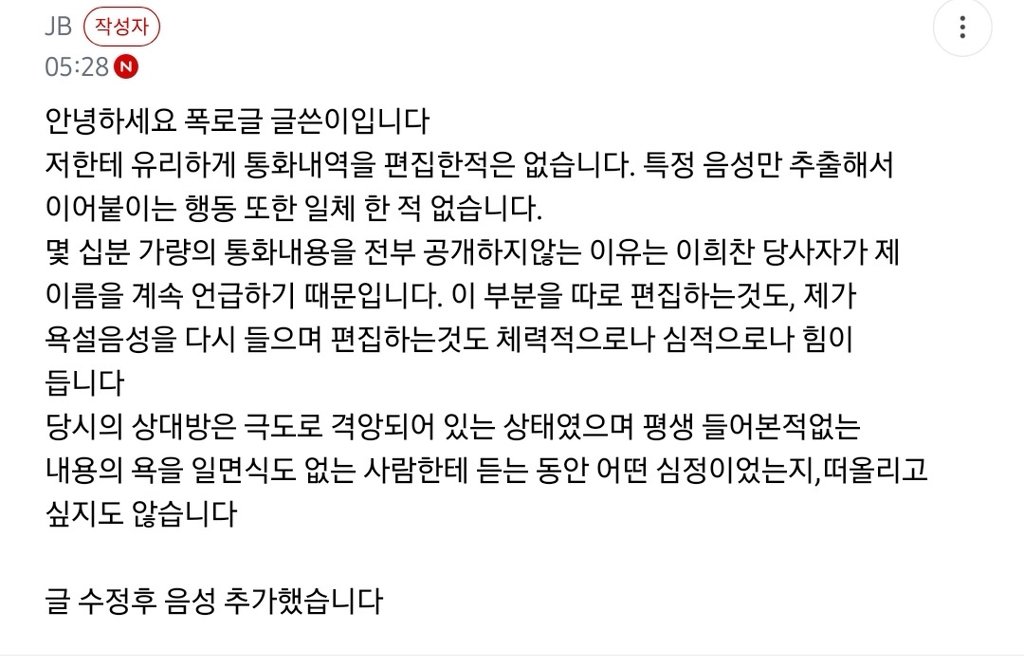 JB 작성자
05:28 N
안녕하세요 폭로글 글쓴이입니다
저한테 유리하게 통화내역을 편집한적은 없습니다. 특정 음성만 추출해서
이어붙이는 행동 또한 일체 한 적 없습니다.
몇 십분 가량의 통화내용을 전부 공개하지않는 이유는 이희찬 당사자가 제
이름을 계속 언급하기 때문입니다. 이 부분을 따로 편집하는것도, 제가
욕설음성을 다시 들으며 편집하는것도 체력적으로나 심적으로나 힘이
듭니다
당시의 상대방은 극도로 격앙되어 있는 상태였으며 평생 들어본적없는
내용의 욕을 일면식도 없는 사람한테 듣는 동안 어떤 심정이었는지,떠올리고
싶지도 않습니다
글 수정후 음성 추가했습니다